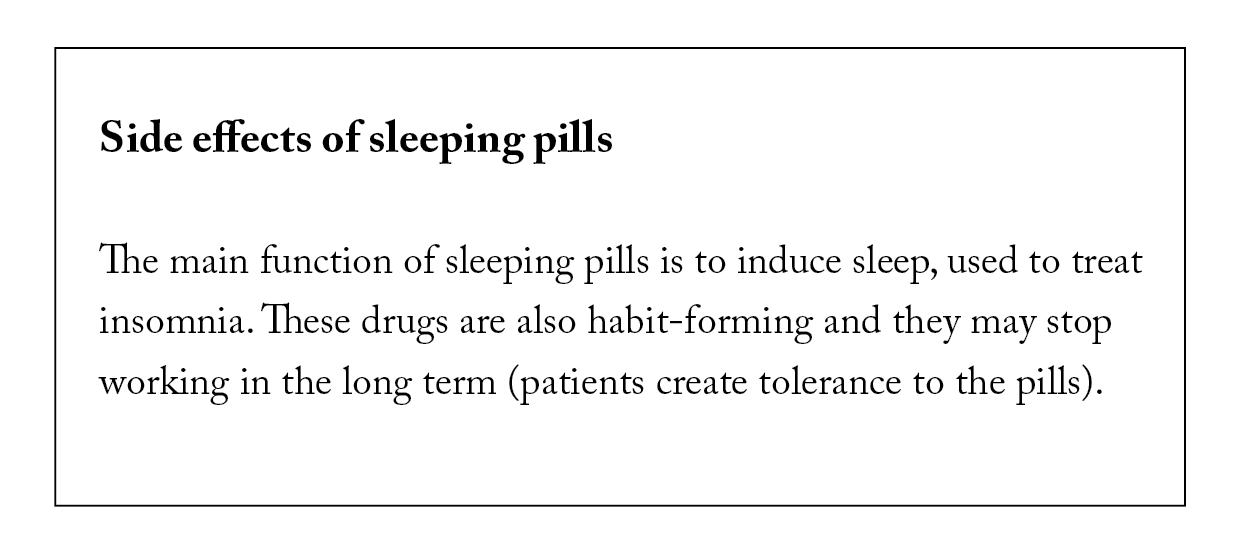 Side effects of sleeping pills
The main function of sleeping pills is to induce sleep, used to treat
insomnia. These drugs are also habit-forming and they may stop
working in the long term (patients create tolerance to the pills).